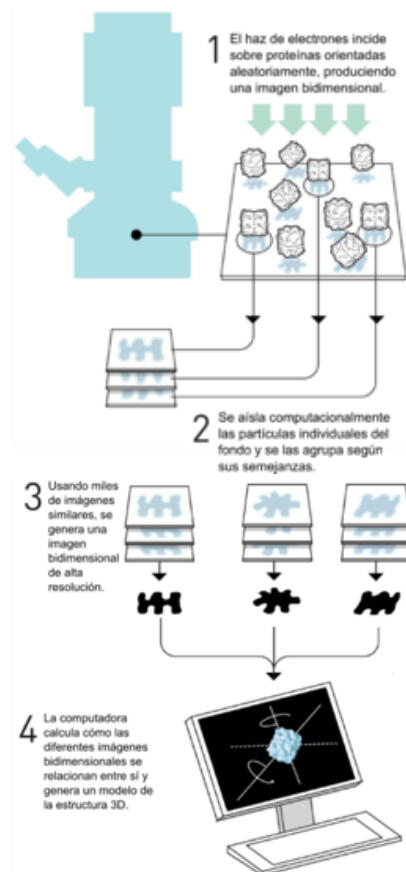 1
El haz de electrones incide
sobre proteínas orientadas
aleatoriamente, produciendo
una imagen bidimensional.
2
Se aísla computacionalmente
las partículas individuales del
fondo y se las agrupa según
sus semejanzas.
3
Usando miles
de imágenes
similares, se
genera una
imagen
bidimensional
de alta
resolución.
4
La computadora
calcula cómo las
diferentes imágenes
bidimensionales se
relacionan entre sí y
genera un modelo de
la estructura 3D.